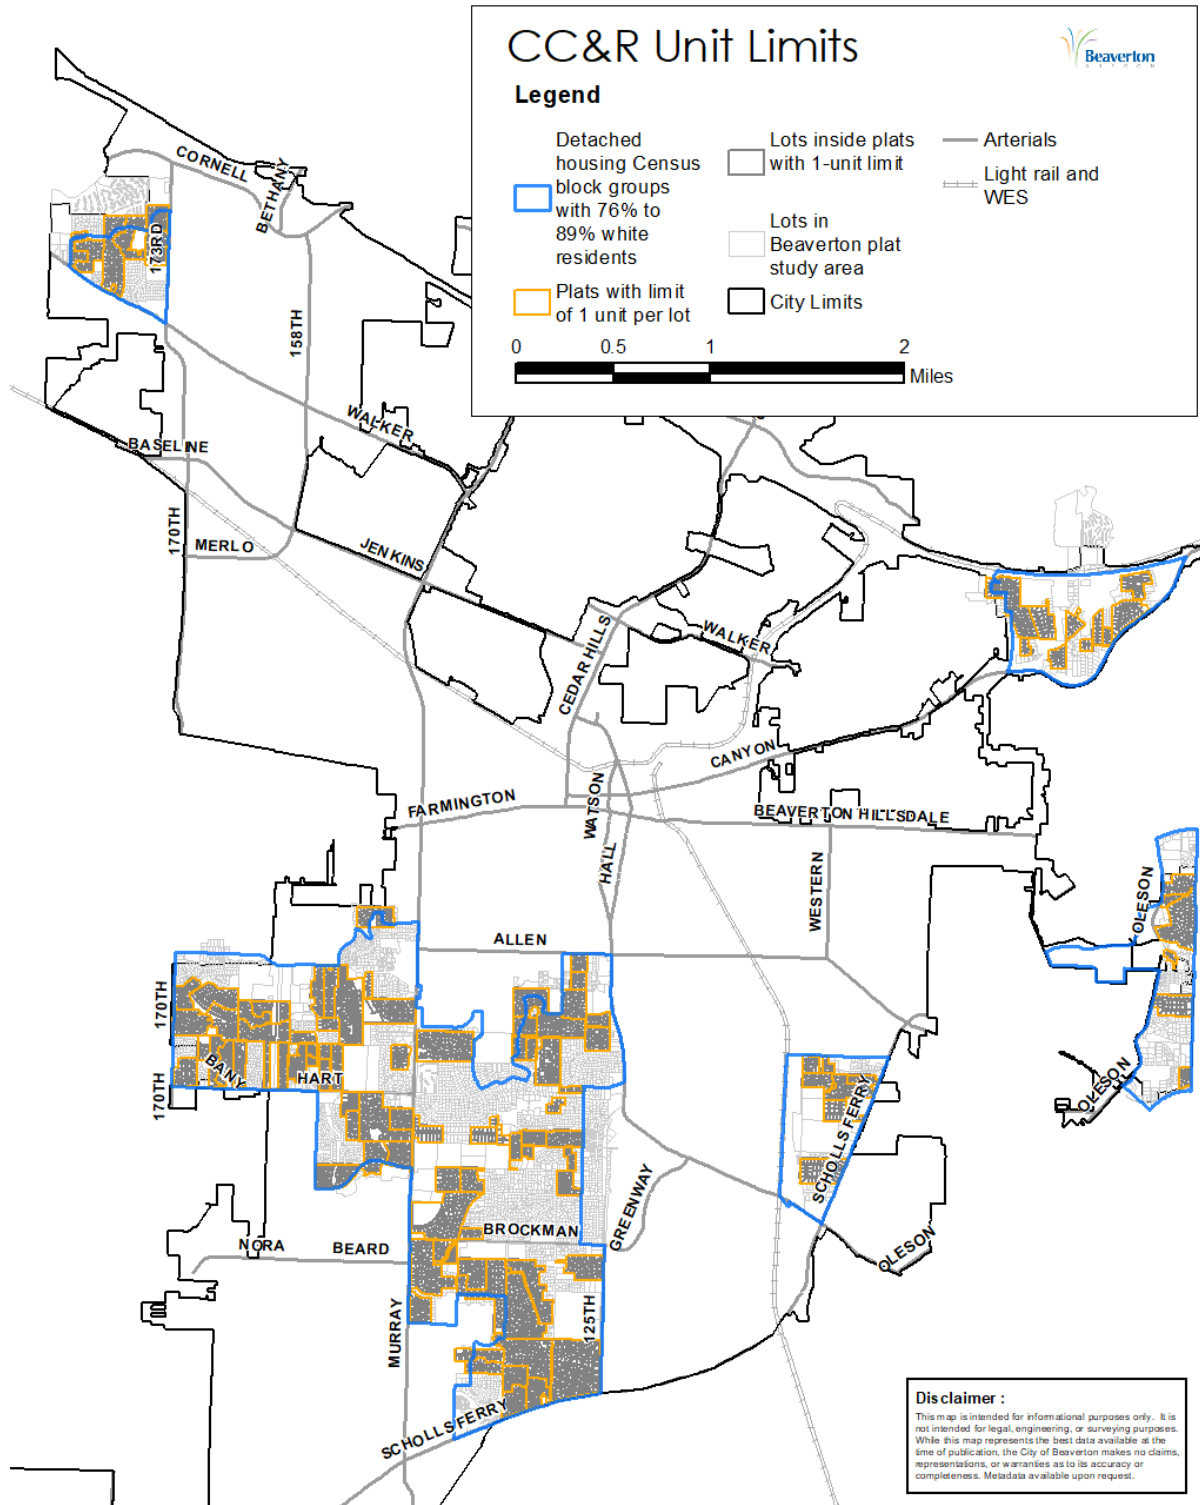 CC&R Unit Limits
Beaverton
OREGON
Legend
Detached
housing Census
block groups
with 76% to
89% white
residents
Plats with limit
of 1 unit per lot
Lots inside plats
with 1-unit limit
Lots in
Beaverton plat
study area
City Limits
Arterials
Light rail and
WES
0 0.5 1 2
Miles
CORNELL
BETHANY
173RD
158TH
WALKER
BASELINE
170TH
MERLO
JENKINS
CEDAR HILLS
WALKER
CANYON
FARMINGTON
WATSON
BEAVERTON HILLSDALE
HALL
WESTERN
OLESON
ALLEN
170TH
BANY
HART
170TH
OLESON
SCHOLLS FERRY
GREENWAY
BROCKMAN
NORA
BEARD
OLESON
125TH
MURRAY
SCHOLLS FERRY
Disclaimer :
This map is intended for informational purposes only. It is
not intended for legal, engineering, or surveying purposes.
While this map represents the best data available at the
time of publication, the City of Beaverton makes no claims,
representations, or warranties as to its accuracy or
completeness. Metadata available upon request.